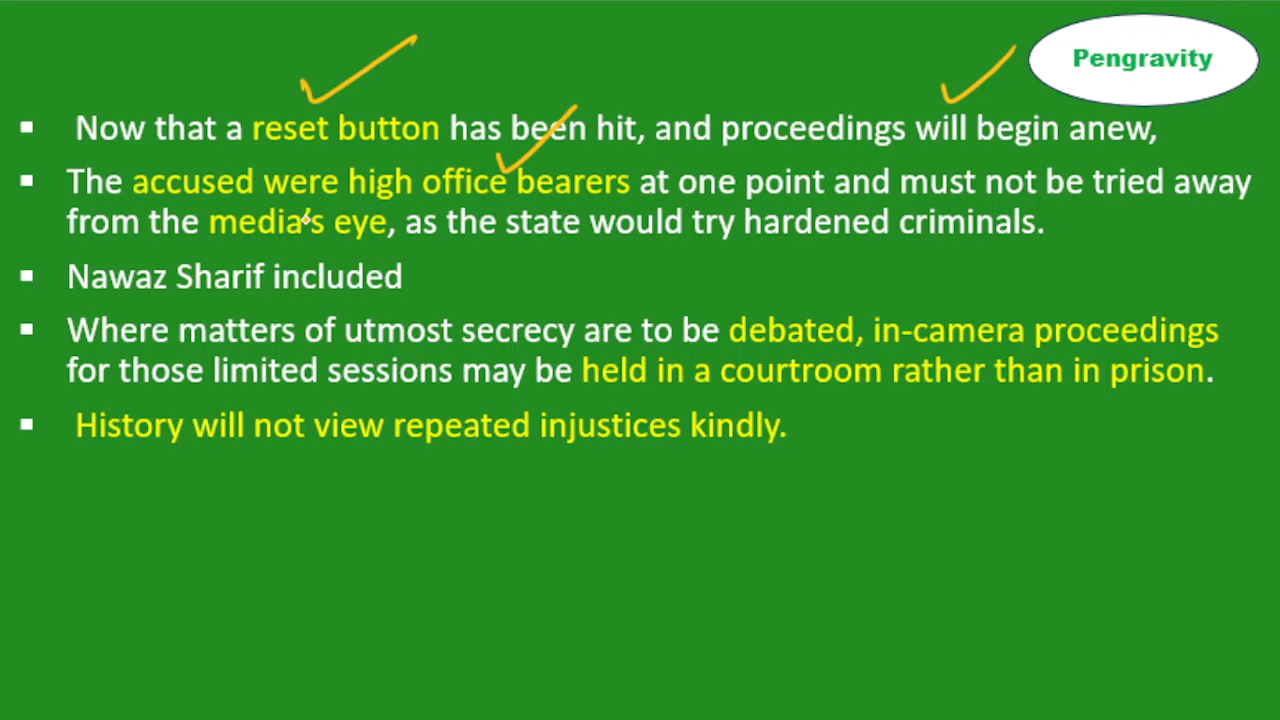 Pengravity
Now that a reset button has been hit, and proceedings will begin anew,
The accused were high office bearers at one point and must not be tried away
from the media's eye, as the state would try hardened criminals.
Nawaz Sharif included
Where matters of utmost secrecy are to be debated, in-camera proceedings
for those limited sessions may be held in a courtroom rather than in prison.
History will not view repeated injustices kindly.